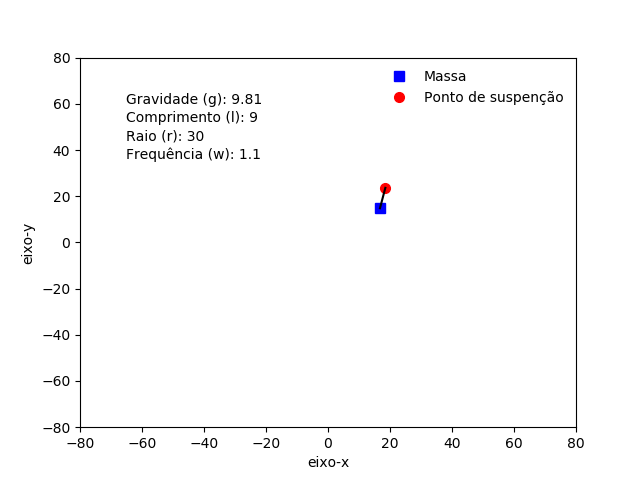 Massa
Ponto de suspenção
Gravidade (g): 9.81
Comprimento (l): 9
Raio (r): 30
Frequência (w): 1.1
eixo-y
80
60
40
20
0
−20
−40
−60
−80
−80
−60
−40
−20
0
20
40
60
80
eixo-x